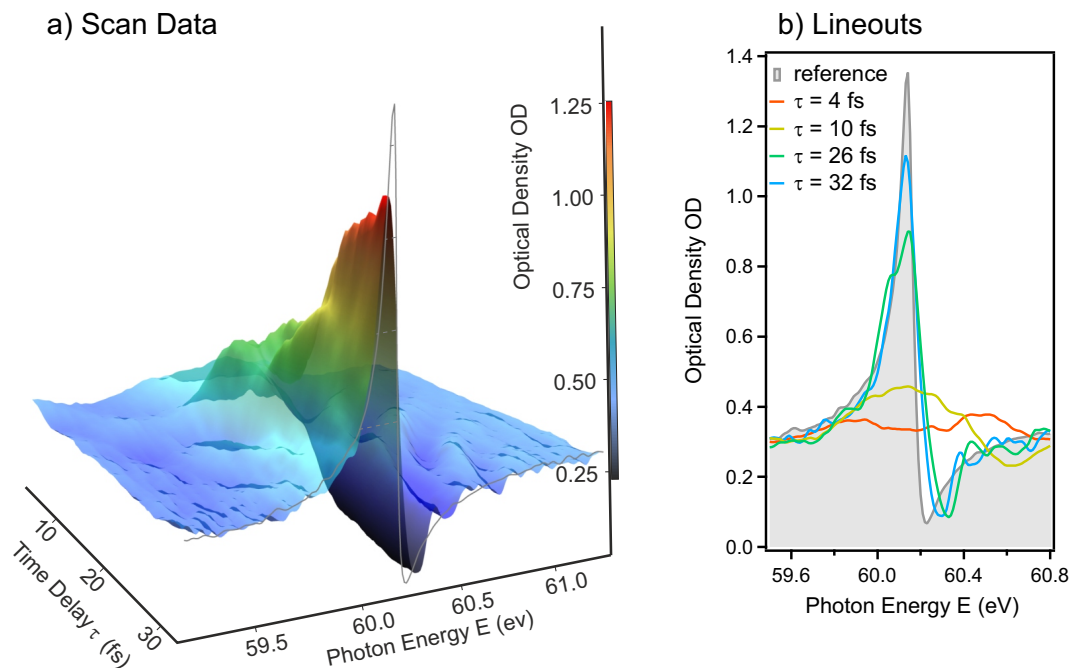 a) Scan Data
1.25
1.00
0.75
0.50
0.25
Optical Density OD
10
20
30
Time Delay τ (fs)
59.5
60.0
60.5
61.0
Photon Energy E (ev)
b) Lineouts
reference
τ = 4 fs
τ = 10 fs
τ = 26 fs
τ = 32 fs
1.4
1.2
1.0
0.8
0.6
0.4
0.2
0.0
Optical Density OD
59.6
60.0
60.4
60.8
Photon Energy E (eV)